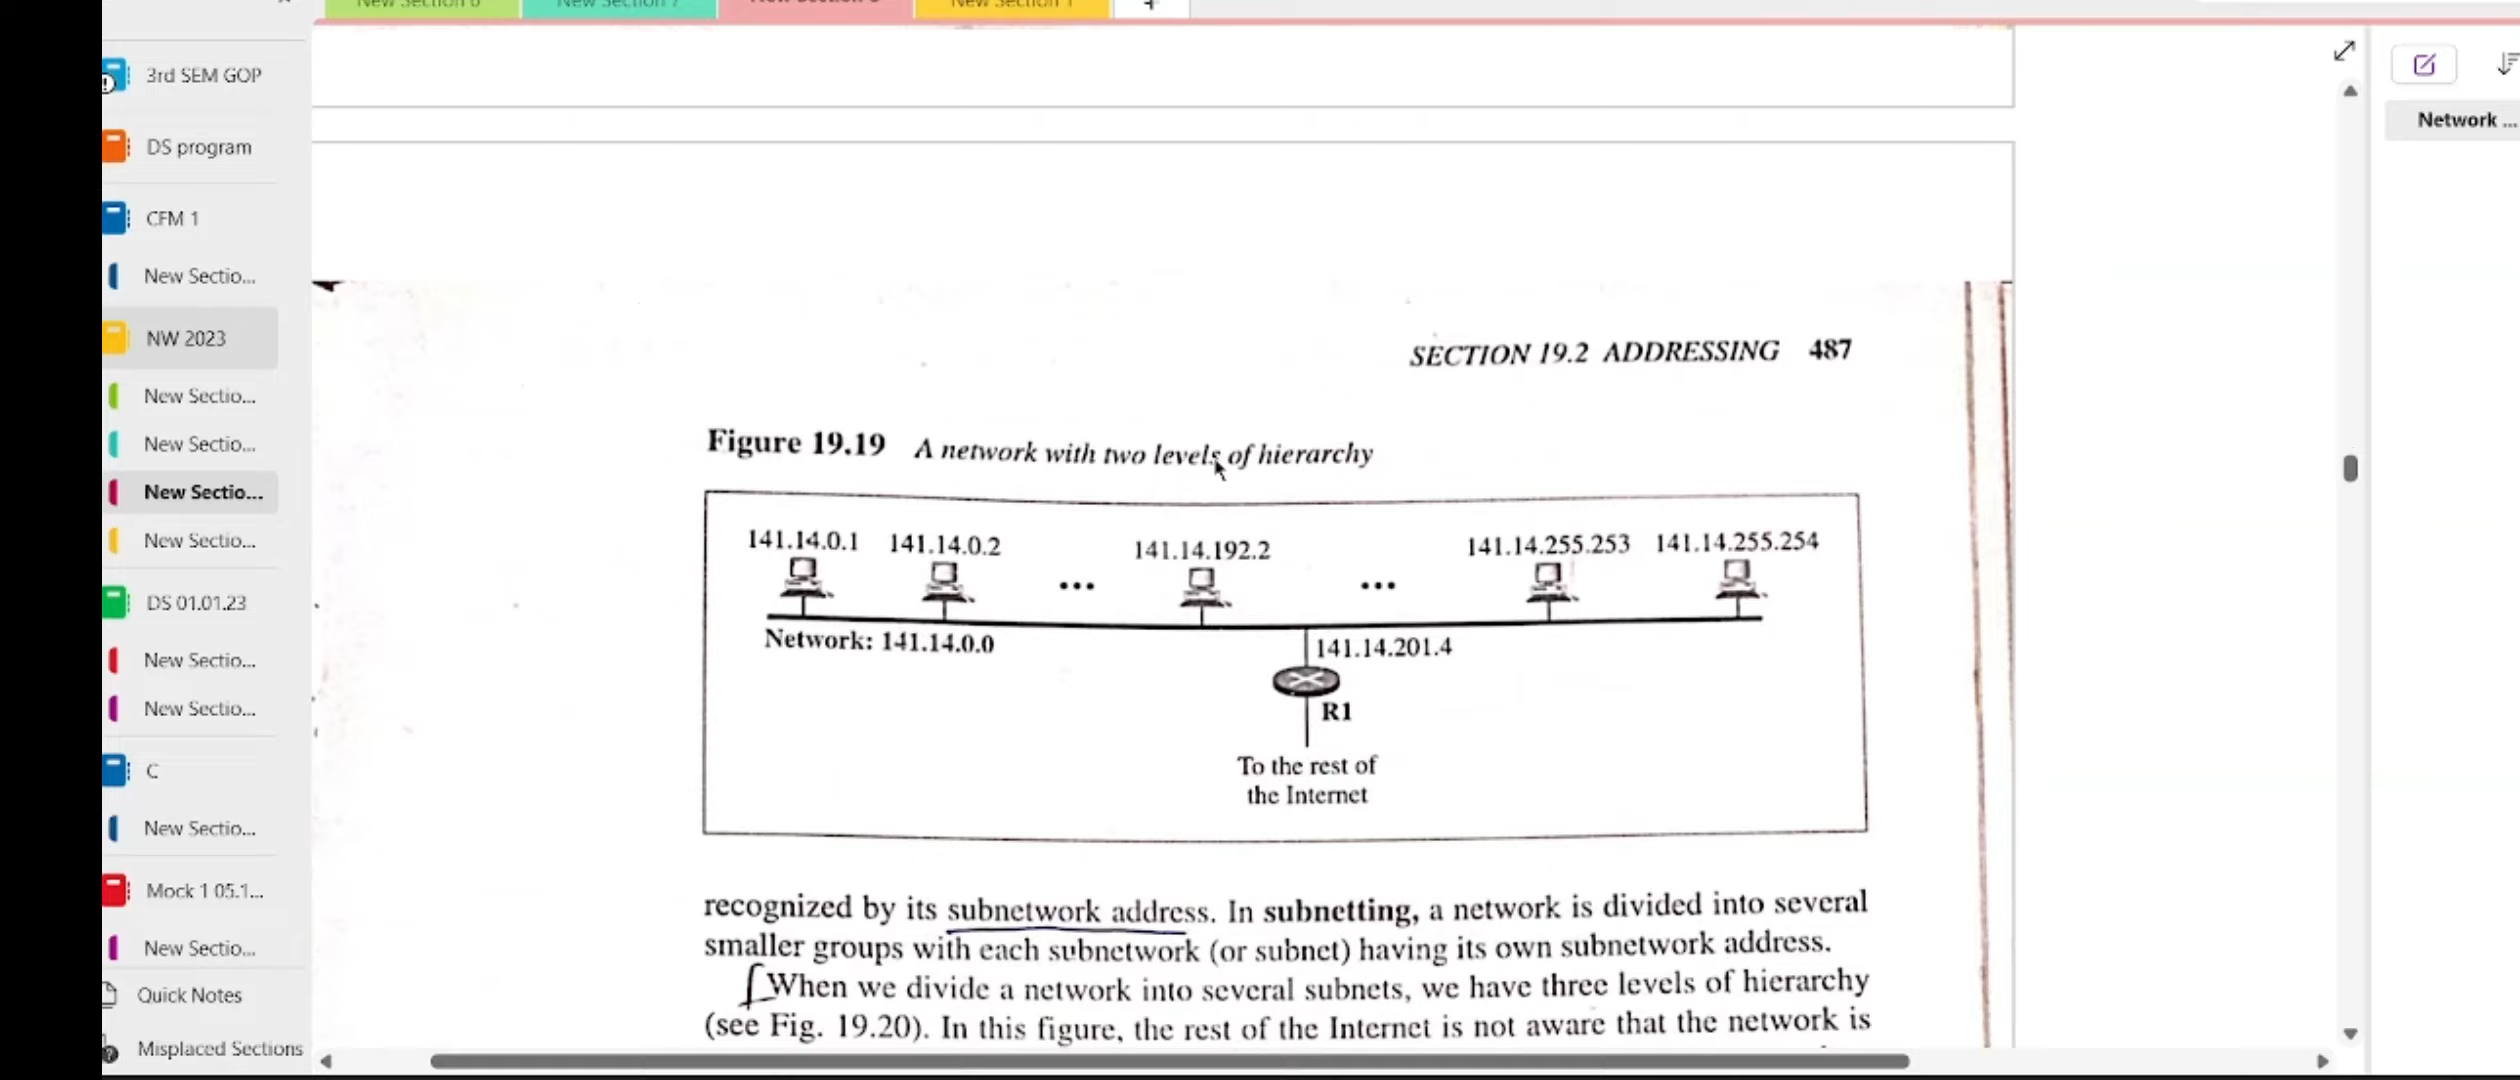 New Section 7
New Section 1
3rd SEM GOP
DS program
CFM 1
New Sectio...
NW 2023
New Sectio...
New Sectio...
New Sectio...
New Sectio...
DS 01.01.23
New Sectio...
New Sectio...
C
New Sectio...
Mock 1 05.1...
New Sectio...
Quick Notes
Misplaced Sections
Network ...
SECTION 19.2 ADDRESSING 487
Figure 19.19 A network with two levels of hierarchy
141.14.0.1 141.14.0.2 141.14.192.2 141.14.255.253 141.14.255.254
... ...
Network: 141.14.0.0
141.14.201.4
R1
To the rest of
the Internet
recognized by its subnetwork address. In subnetting, a network is divided into several
smaller groups with each subnetwork (or subnet) having its own subnetwork address.
When we divide a network into several subnets, we have three levels of hierarchy
(see Fig. 19.20). In this figure, the rest of the Internet is not aware that the network is